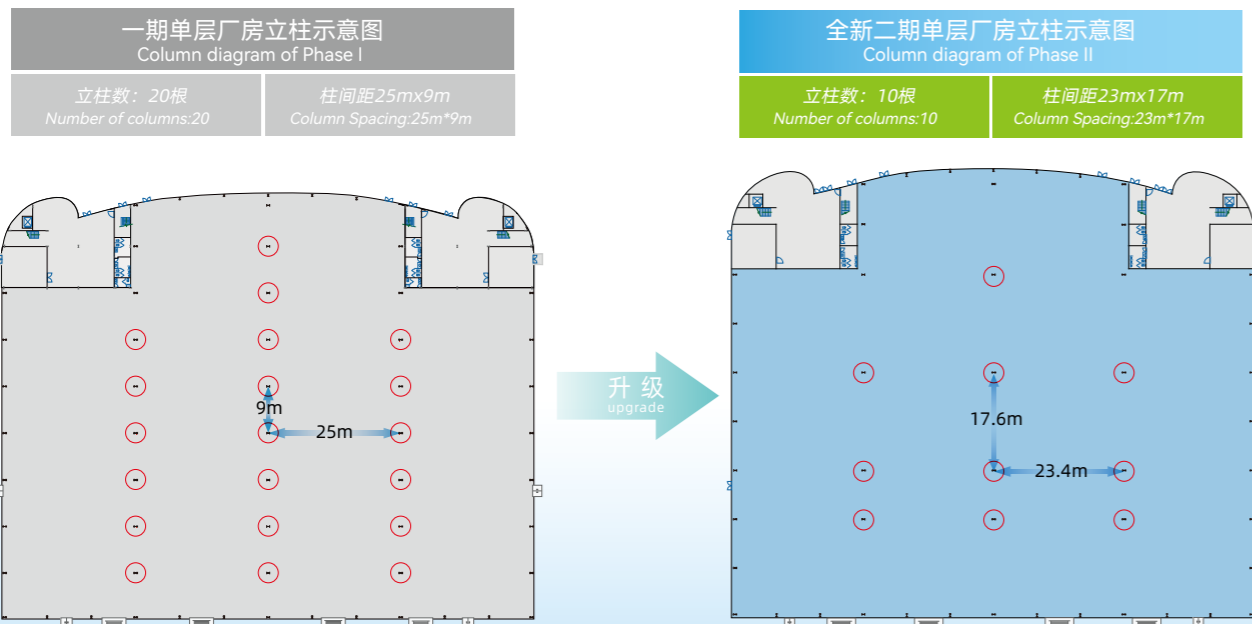 一期单层厂房立柱示意图
Column diagram of Phase Ⅰ
立柱数：20根
Number of columns:20
柱间距25mx9m
Column Spacing:25m*9m
9m
25m
升 级
upgrade
全新二期单层厂房立柱示意图
Column diagram of Phase Ⅱ
立柱数：10根
Number of columns:10
柱间距23mx17m
Column Spacing:23m*17m
17.6m
23.4m